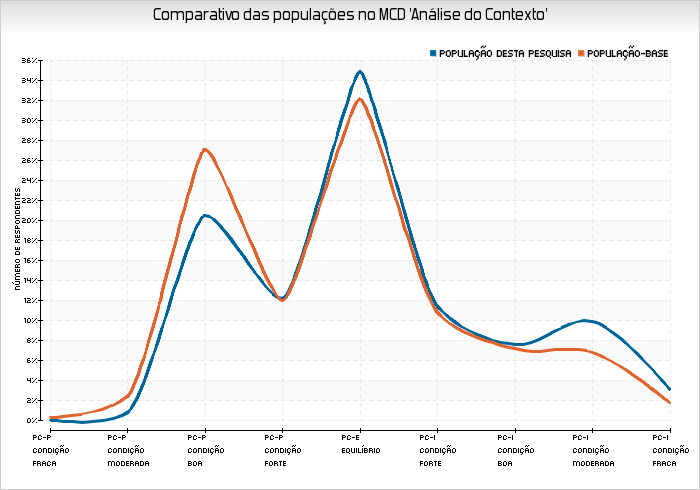 Comparativo das populações no MCD 'Análise do Contexto'
POPULAÇÃO DESTA PESQUISA POPULAÇÃO-BASE
36%
34%
32%
30%
28%
26%
24%
22%
20%
18%
16%
14%
12%
10%
8%
6%
4%
2%
0%
NÚMERO DE RESPONDENTES
PC-P CONDIÇÃO FRACA
PC-P CONDIÇÃO MODERADA
PC-P CONDIÇÃO BOA
PC-P CONDIÇÃO FORTE
PC-E EQUILÍBRIO
PC-I CONDIÇÃO FORTE
PC-I CONDIÇÃO BOA
PC-I CONDIÇÃO MODERADA
PC-I CONDIÇÃO FRACA